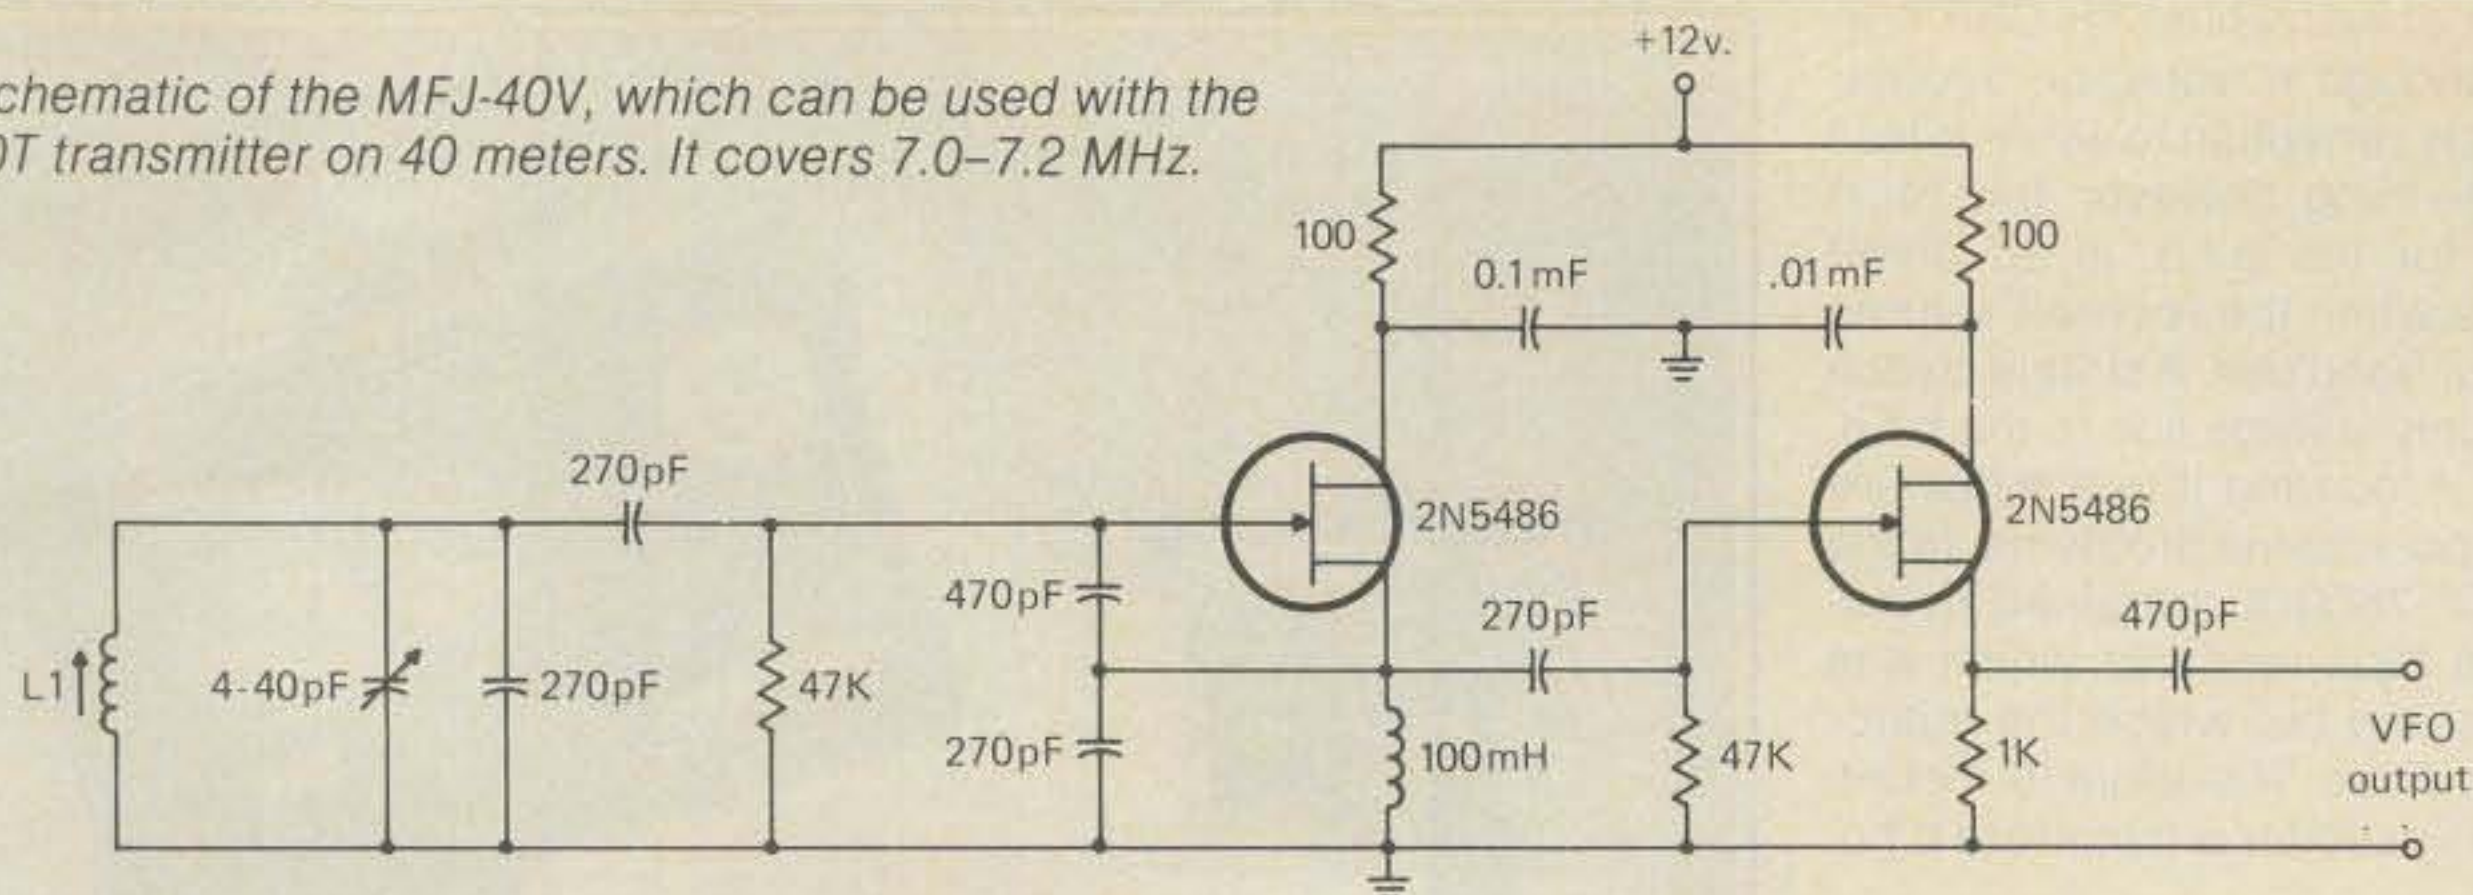 chematic of the MFJ-40V, which can be used with the
0T transmitter on 40 meters. It covers 7.0–7.2 MHz.
+12v.
100
0.1mF
.01mF
100
270pF
2N5486
2N5486
470pF
270pF
470pF
L1
4-40pF
270pF
47K
270pF
100mH
47K
1K
VFO
output